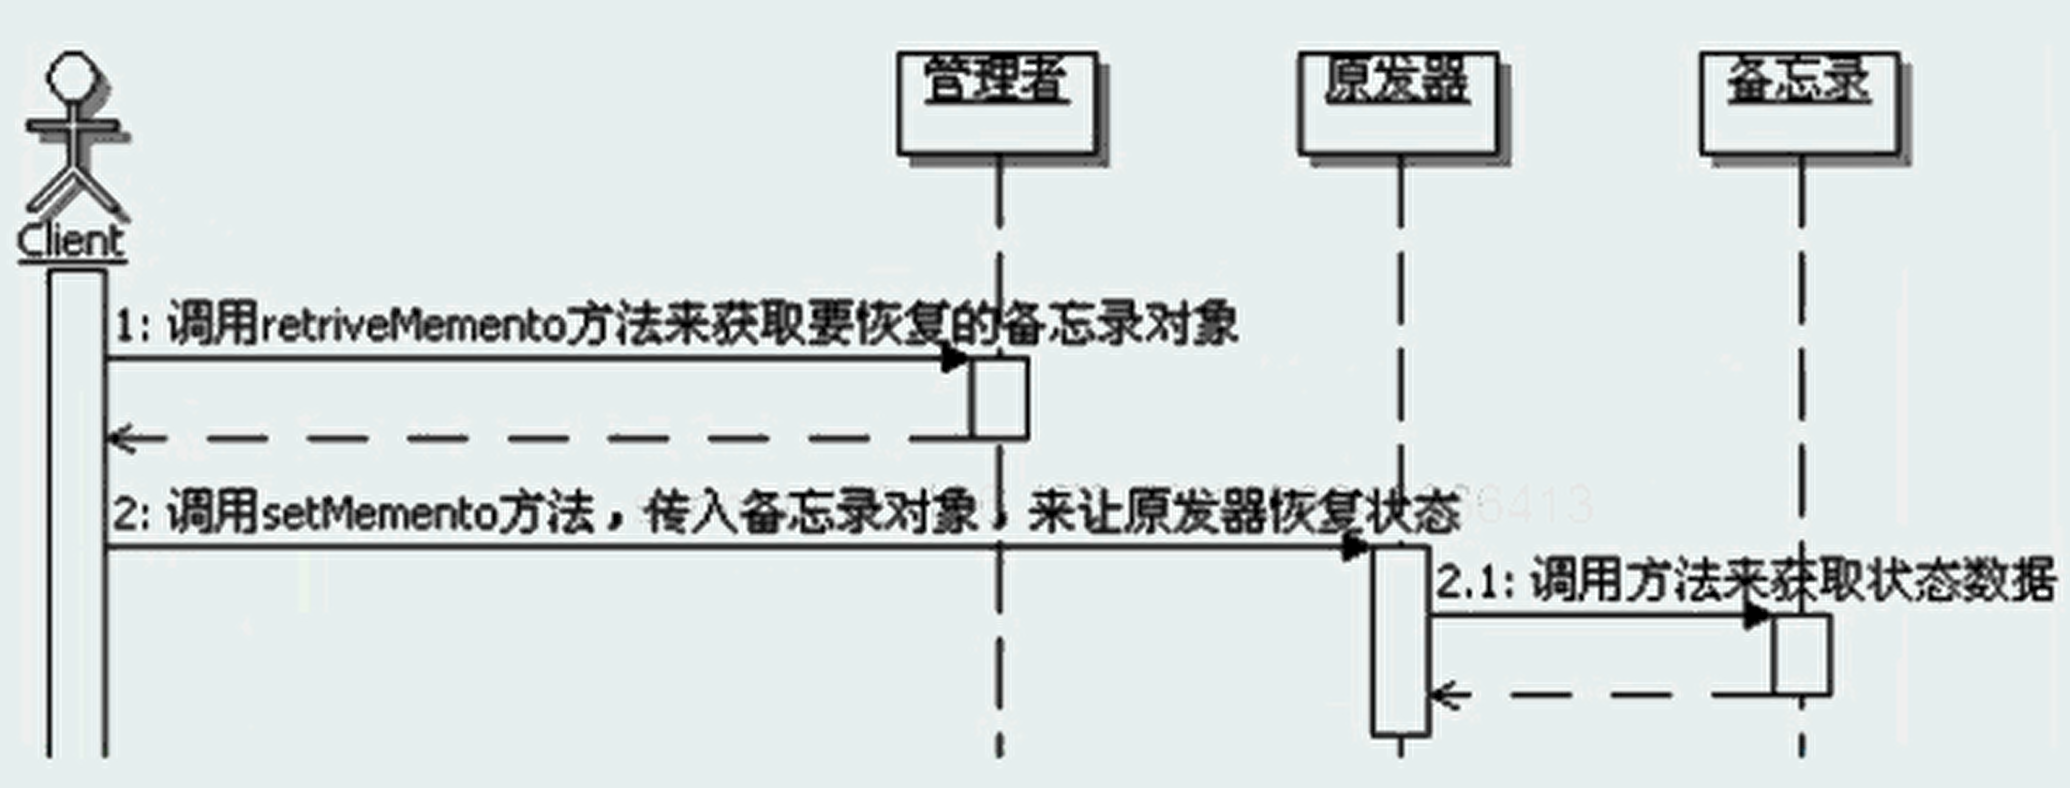 管理者
原发器
备忘录
Client
1: 调用retriveMemento方法来获取要恢复的备忘录对象
2: 调用setMemento方法，传入备忘录对象，来让原发器恢复状态
6413
2.1: 调用方法来获取状态数据